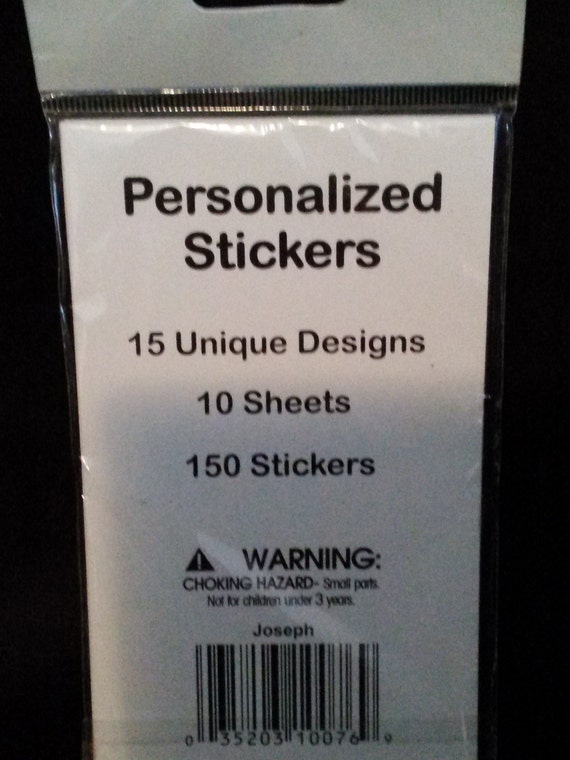 Personalized
Stickers
15 Unique Designs
10 Sheets
150 Stickers
WARNING:
CHOKING HAZARD- Small parts.
Not for children under 3 years.
Joseph
0 35203 10076 9